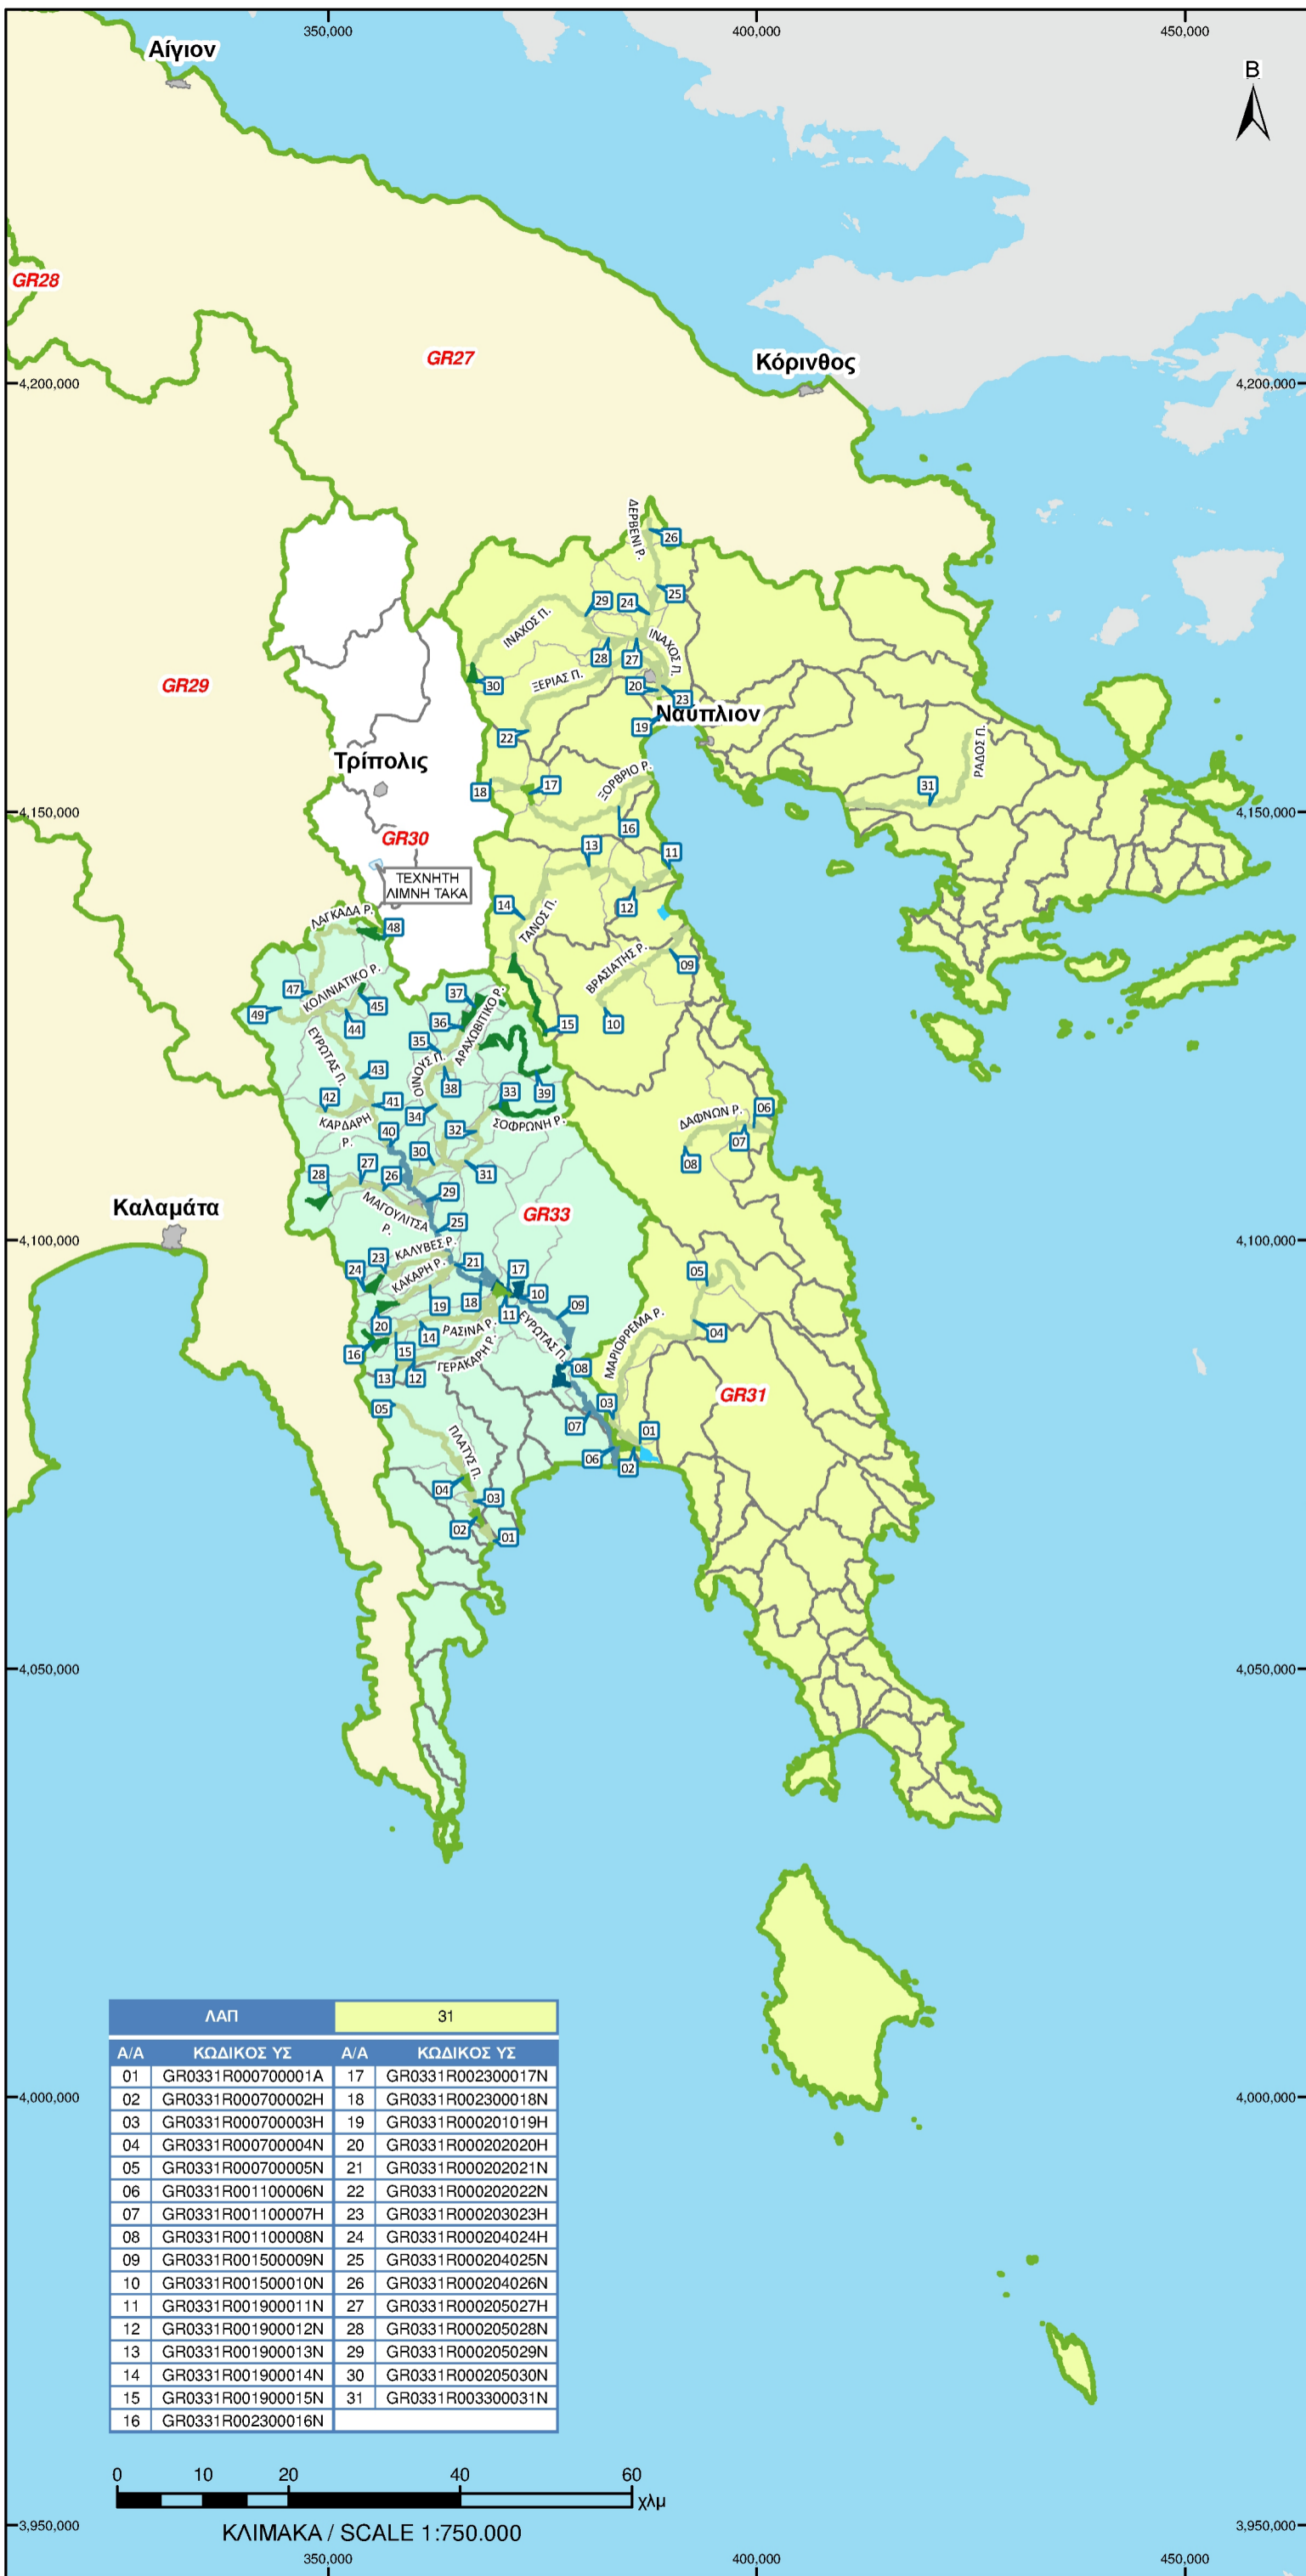 350,000
400,000
450,000
Αίγιον
Β
GR28
GR27
Κόρινθος
4,200,000
4,200,000
ΔΕΡΒΕΝΙ Ρ.
26
25
29
24
ΙΝΑΧΟΣ Π.
ΙΝΑΧΟΣ Π.
28
27
GR29
30
ΞΕΡΙΑΣ Π.
20
23
Ναύπλιον
19
22
ΡΑΔΟΣ Π.
Τρίπολις
18
17
ΞΟΡΒΡΙΟ Ρ.
31
4,150,000
4,150,000
16
GR30
13
11
ΤΕΧΝΗΤΗ
ΛΙΜΝΗ ΤΑΚΑ
14
12
ΛΑΓΚΑΔΑ Ρ.
48
ΤΑΝΟΣ Π.
ΒΡΑΣΙΑΤΗΣ Ρ.
09
47
ΚΟΛΙΝΙΑΤΙΚΟ Ρ.
37
49
45
44
36
15
10
ΑΡΑΧΩΒΙΤΙΚΟ Ρ.
35
ΕΥΡΩΤΑΣ Π.
ΟΙΝΟΥΣ Π.
43
38
33
39
42
41
34
ΔΑΦΝΩΝ Ρ.
06
ΚΑΡΔΑΡΗ
Ρ.
40
32
ΣΟΦΡΩΝΗ Ρ.
07
30
08
27
28
26
31
29
Καλαμάτα
ΜΑΓΟΥΛΙΤΣΑ
Ρ.
GR33
25
4,100,000
4,100,000
ΚΑΛΥΒΕΣ Ρ.
23
21
24
ΚΑΚΑΡΗ Ρ.
17
05
10
19
18
09
11
20
ΡΑΣΙΝΑ Ρ.
ΕΥΡΩΤΑΣ Π.
ΜΑΡΙΟΡΡΕΜΑ Ρ.
04
14
16
15
ΓΕΡΑΚΑΡΗ Ρ.
08
13
12
GR31
05
03
07
01
ΠΛΑΤΥΣ Π.
06
02
04
03
02
01
4,050,000
4,050,000
ΛΑΠ 31
Α/Α ΚΩΔΙΚΟΣ ΥΣ Α/Α ΚΩΔΙΚΟΣ ΥΣ
01 GR0331R000700001A 17 GR0331R002300017N
02 GR0331R000700002H 18 GR0331R002300018N
03 GR0331R000700003H 19 GR0331R000201019H
04 GR0331R000700004N 20 GR0331R000202020H
05 GR0331R000700005N 21 GR0331R000202021N
06 GR0331R001100006N 22 GR0331R000202022N
07 GR0331R001100007H 23 GR0331R000203023H
08 GR0331R001100008N 24 GR0331R000204024H
09 GR0331R001500009N 25 GR0331R000204025N
10 GR0331R001500010N 26 GR0331R000204026N
11 GR0331R001900011N 27 GR0331R000205027H
12 GR0331R001900012N 28 GR0331R000205028N
13 GR0331R001900013N 29 GR0331R000205029N
14 GR0331R001900014N 30 GR0331R000205030N
15 GR0331R001900015N 31 GR0331R003300031N
16 GR0331R002300016N
4,000,000
4,000,000
0 10 20 40 60
χλμ
ΚΛΙΜΑΚΑ / SCALE 1:750.000
3,950,000
3,950,000
350,000
400,000
450,000